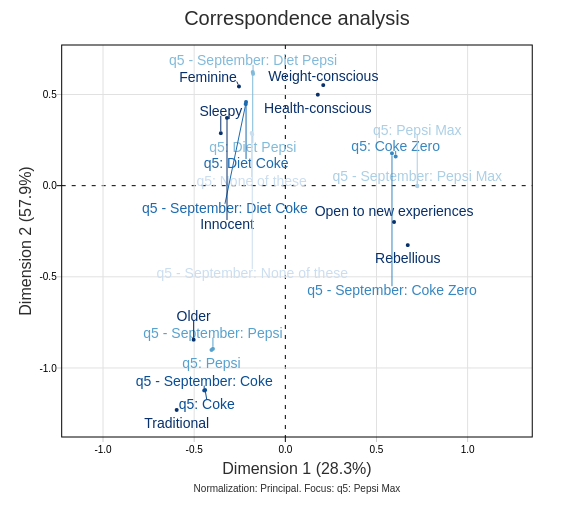 Correspondence analysis
q5 - September: Diet Pepsi
Feminine
Weight-conscious
Sleepy
Health-conscious
q5: Pepsi Max
q5: Diet Pepsi
q5: Coke Zero
q5: Diet Coke
q5: None of these
q5 - September: Pepsi Max
q5 - September: Diet Coke
Open to new experiences
Innocent
Rebellious
q5 - September: None of these
q5 - September: Coke Zero
Older
q5 - September: Pepsi
q5: Pepsi
q5 - September: Coke
q5: Coke
Traditional
0.5
0.0
-0.5
-1.0
Dimension 2 (57.9%)
-1.0 -0.5 0.0 0.5 1.0
Dimension 1 (28.3%)
Normalization: Principal. Focus: q5: Pepsi Max